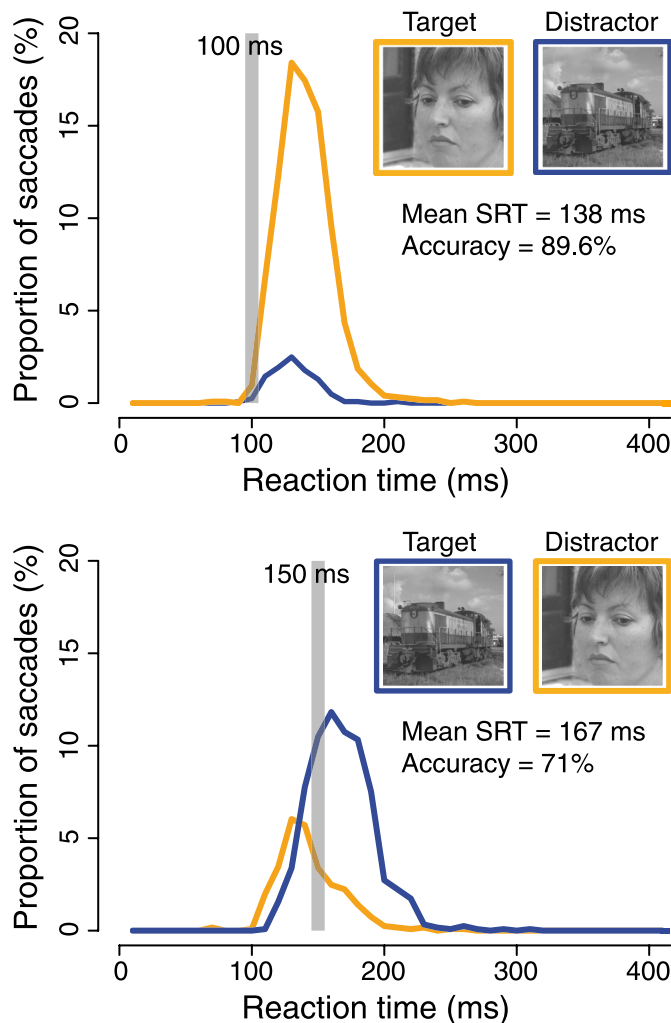 Target Distractor
100 ms
Mean SRT = 138 ms
Accuracy = 89.6%
Proportion of saccades (%)
20
15
10
5
0
0 100 200 300 400
Reaction time (ms)
Target Distractor
150 ms
Mean SRT = 167 ms
Accuracy = 71%
Proportion of saccades (%)
20
15
10
5
0
0 100 200 300 400
Reaction time (ms)